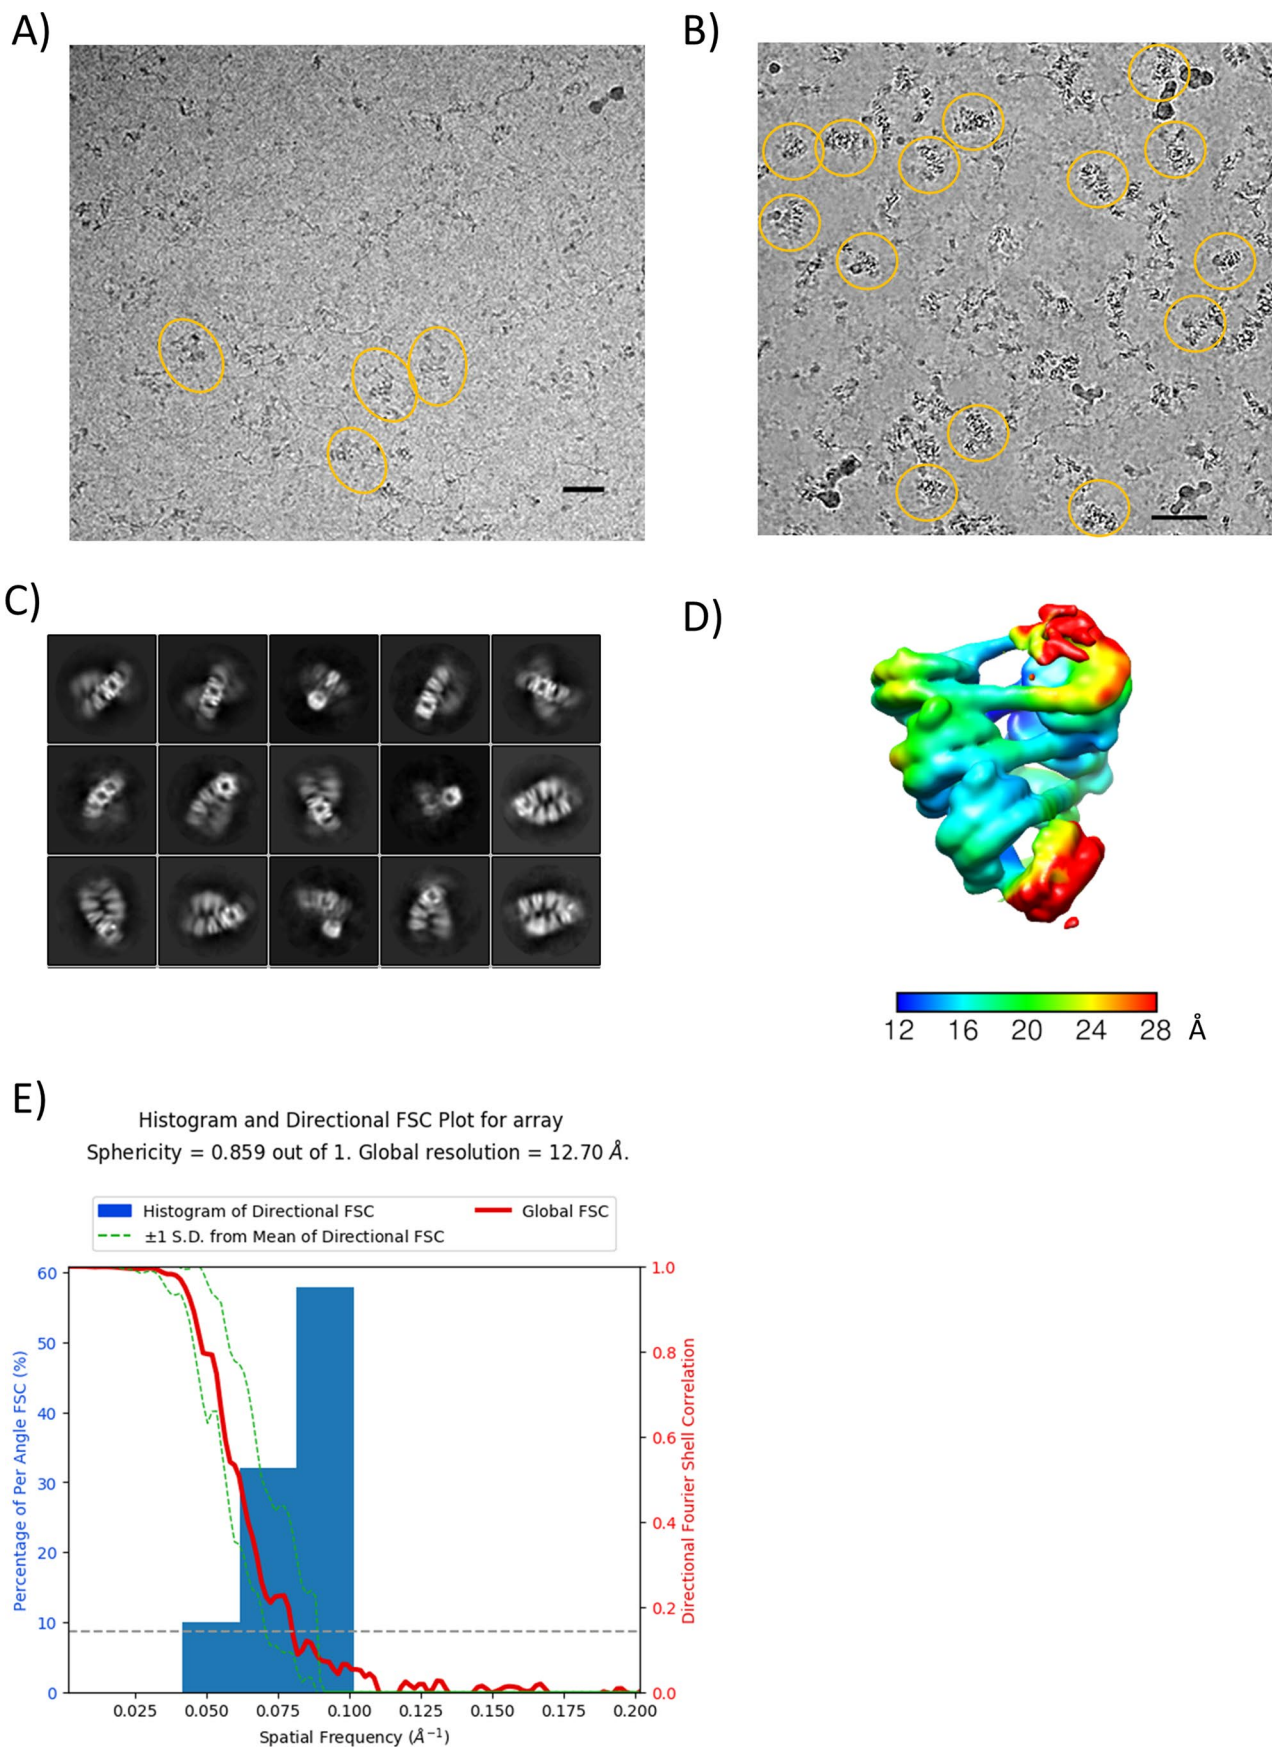 A)
B)
C)
D)
12 16 20 24 28 Å
E)
Histogram and Directional FSC Plot for array
Sphericity = 0.859 out of 1. Global resolution = 12.70 Å.
Histogram of Directional FSC
Global FSC
±1 S.D. from Mean of Directional FSC
Percentage of Per Angle FSC (%)
60
50
40
30
20
10
0
1.0
0.8
0.6
0.4
0.2
0.0
Directional Fourier Shell Correlation
0.025 0.050 0.075 0.100 0.125 0.150 0.175 0.200
Spatial Frequency (Å⁻¹)